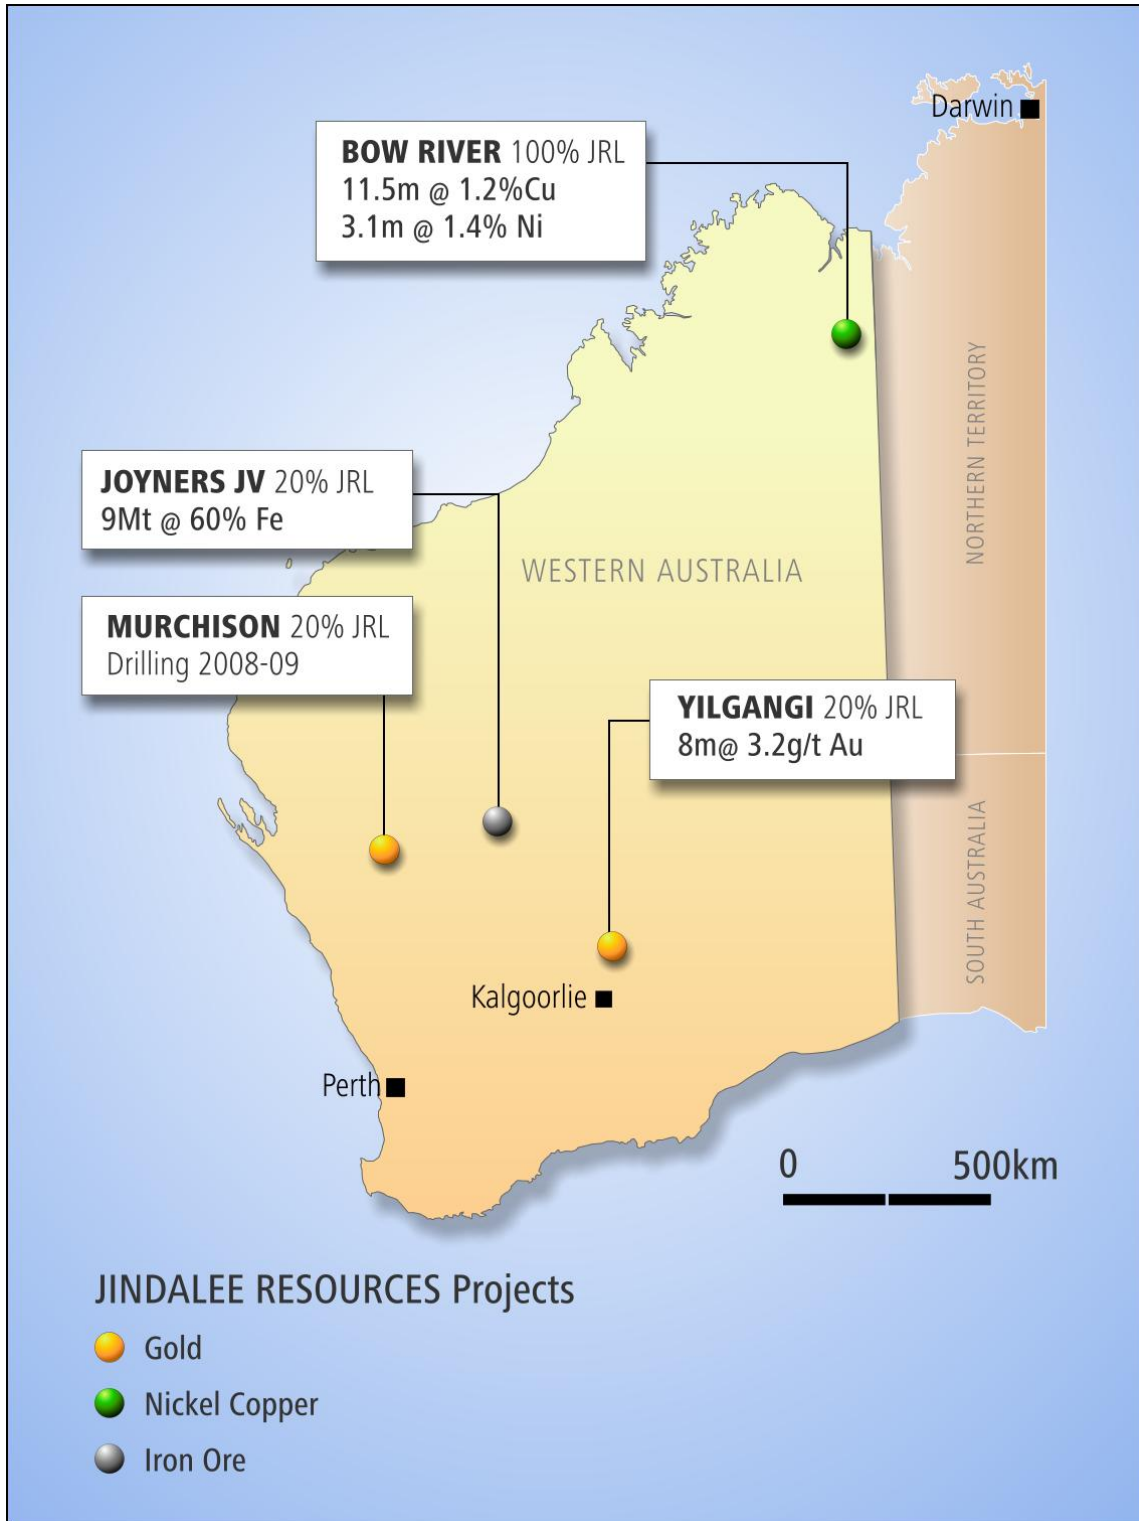 Darwin
BOW RIVER 100% JRL
11.5m @ 1.2%Cu
3.1m @ 1.4% Ni
NORTHERN TERRITORY
JOYNERS JV 20% JRL
9Mt @ 60% Fe
WESTERN AUSTRALIA
MURCHISON 20% JRL
Drilling 2008-09
YILGANGI 20% JRL
8m@ 3.2g/t Au
SOUTH AUSTRALIA
Kalgoorlie
Perth
0 500km
JINDALEE RESOURCES Projects
Gold
Nickel Copper
Iron Ore